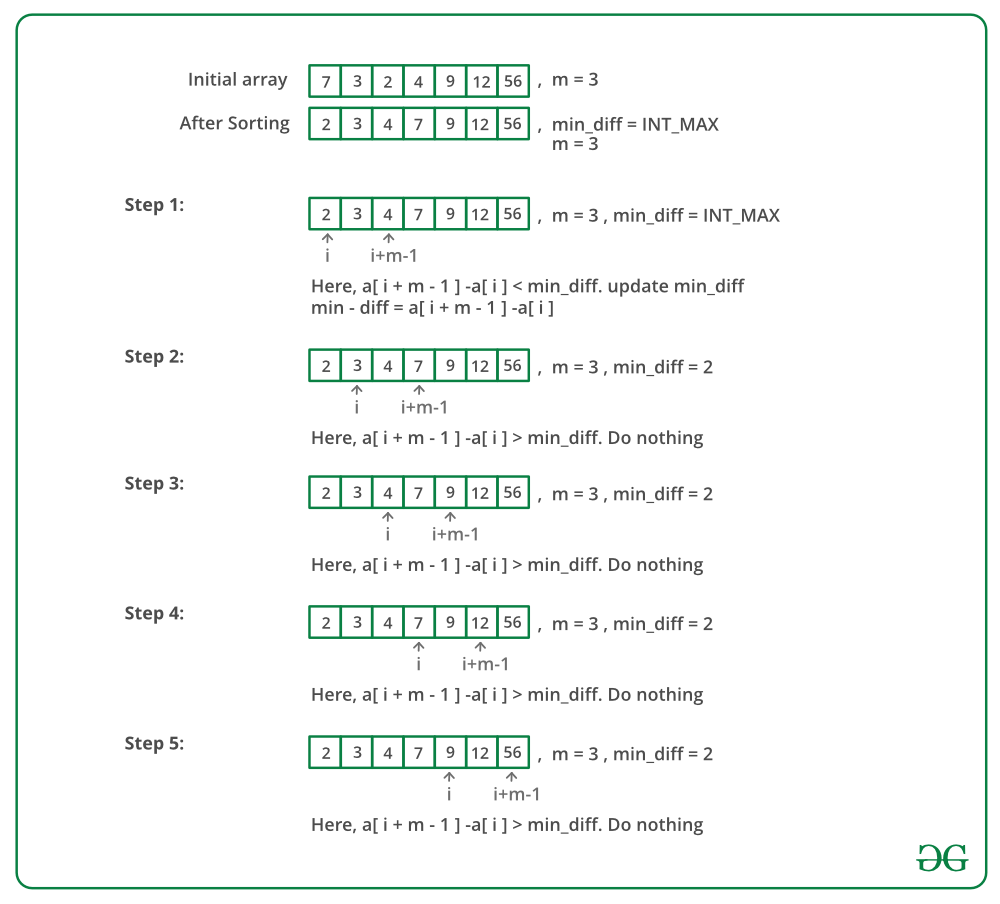 Initial array 7 3 2 4 9 12 56 , m = 3
After Sorting 2 3 4 7 9 12 56 , min_diff = INT_MAX
m = 3
Step 1: 2 3 4 7 9 12 56 , m = 3 , min_diff = INT_MAX
i i+m-1
Here, a[ i + m - 1 ] -a[ i ] < min_diff. update min_diff
min - diff = a[ i + m - 1 ] -a[ i ]
Step 2: 2 3 4 7 9 12 56 , m = 3 , min_diff = 2
i i+m-1
Here, a[ i + m - 1 ] -a[ i ] > min_diff. Do nothing
Step 3: 2 3 4 7 9 12 56 , m = 3 , min_diff = 2
i i+m-1
Here, a[ i + m - 1 ] -a[ i ] > min_diff. Do nothing
Step 4: 2 3 4 7 9 12 56 , m = 3 , min_diff = 2
i i+m-1
Here, a[ i + m - 1 ] -a[ i ] > min_diff. Do nothing
Step 5: 2 3 4 7 9 12 56 , m = 3 , min_diff = 2
i i+m-1
Here, a[ i + m - 1 ] -a[ i ] > min_diff. Do nothing